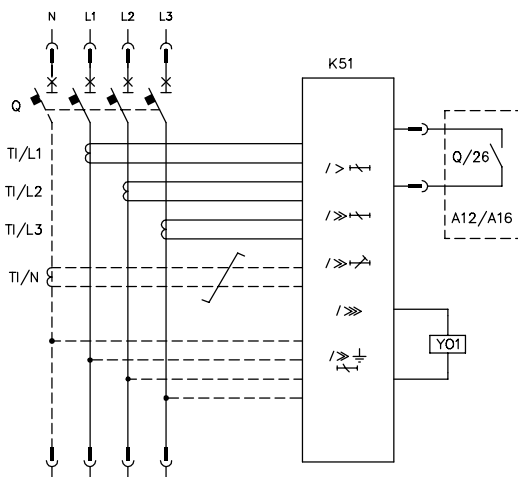 N L1 L2 L3
K51
Q
TI/L1
Q/26
TI/L2
A12/A16
TI/L3
TI/N
YO1